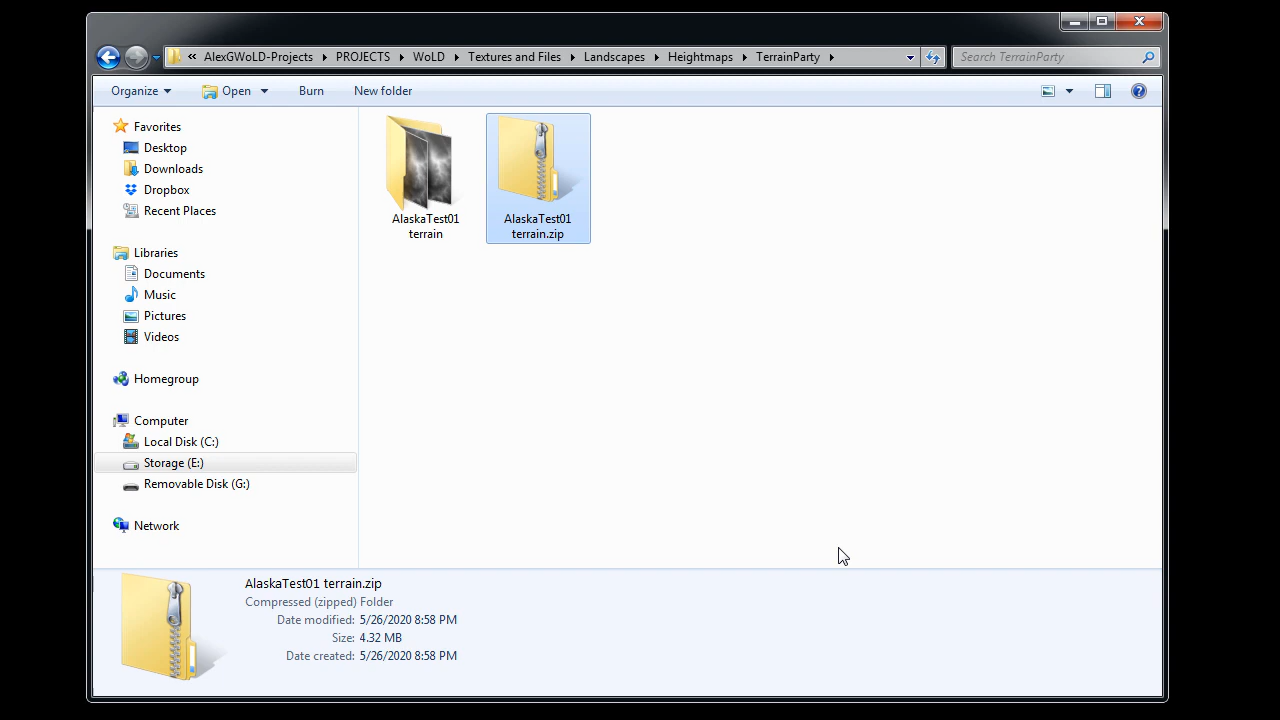 « AlexGWoLD-Projects ▸ PROJECTS ▸ WoLD ▸ Textures and Files ▸ Landscapes ▸ Heightmaps ▸ TerrainParty ▸
Search TerrainParty
Organize Open Burn New folder
Favorites
Desktop
Downloads
Dropbox
Recent Places
Libraries
Documents
Music
Pictures
Videos
Homegroup
Computer
Local Disk (C:)
Storage (E:)
Removable Disk (G:)
Network
AlaskaTest01
terrain
AlaskaTest01
terrain.zip
AlaskaTest01 terrain.zip
Compressed (zipped) Folder
Date modified: 5/26/2020 8:58 PM
Size: 4.32 MB
Date created: 5/26/2020 8:58 PM